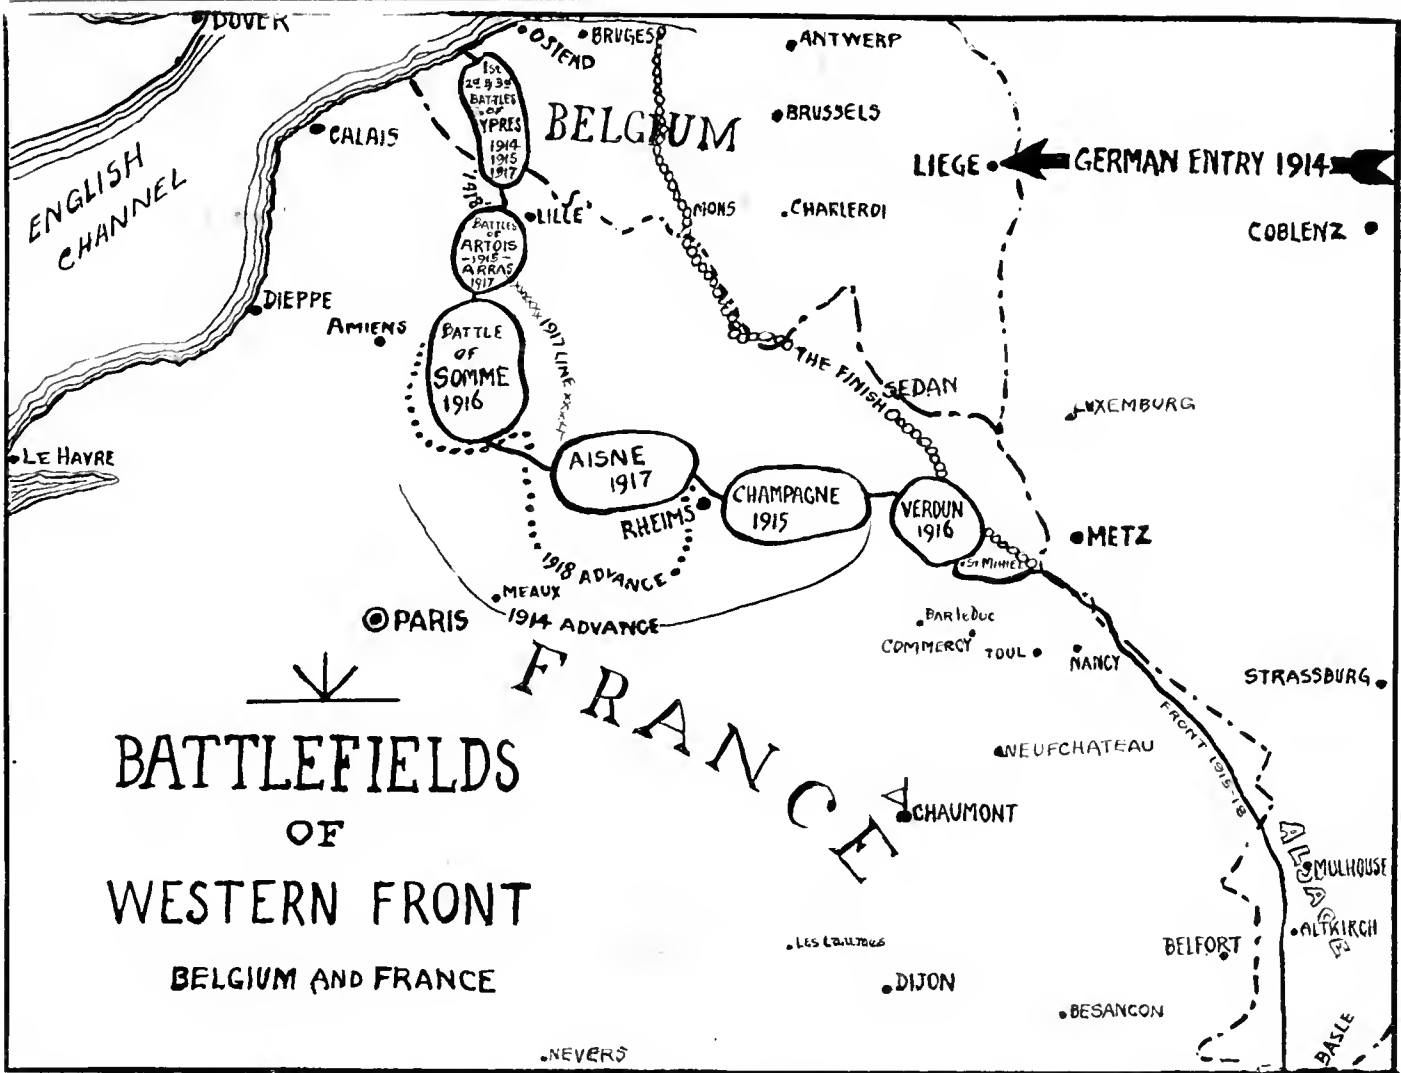 DOVER
OSTEND
BRUGES
ANTWERP
1st
2d & 3d
BATTLES
OF
YPRES
1914
1915
1917
BELGIUM
BRUSSELS
CALAIS
LIEGE
GERMAN ENTRY 1914
ENGLISH
CHANNEL
1918
LILLE
MONS
CHARLEROI
COBLENZ
BATTLES
OF
ARTOIS
-1915-
ARRAS
1917
DIEPPE
AMIENS
BATTLE
OF
SOMME
1916
1917 LINE
THE FINISH
SEDAN
LUXEMBURG
LE HAVRE
AISNE
1917
RHEIMS
CHAMPAGNE
1915
VERDUN
1916
METZ
ST MIHIEL
1918 ADVANCE
MEAUX
1914 ADVANCE
PARIS
BAR le DUC
COMMERCY
TOUL
NANCY
STRASSBURG
FRANCE
FRONT 1915-18
NEUFCHATEAU
BATTLEFIELDS
OF
WESTERN FRONT
BELGIUM AND FRANCE
CHAUMONT
ALSACE
MULHOUSE
ALTKIRCH
LES LAUMES
BELFORT
DIJON
BESANCON
BASLE
NEVERS